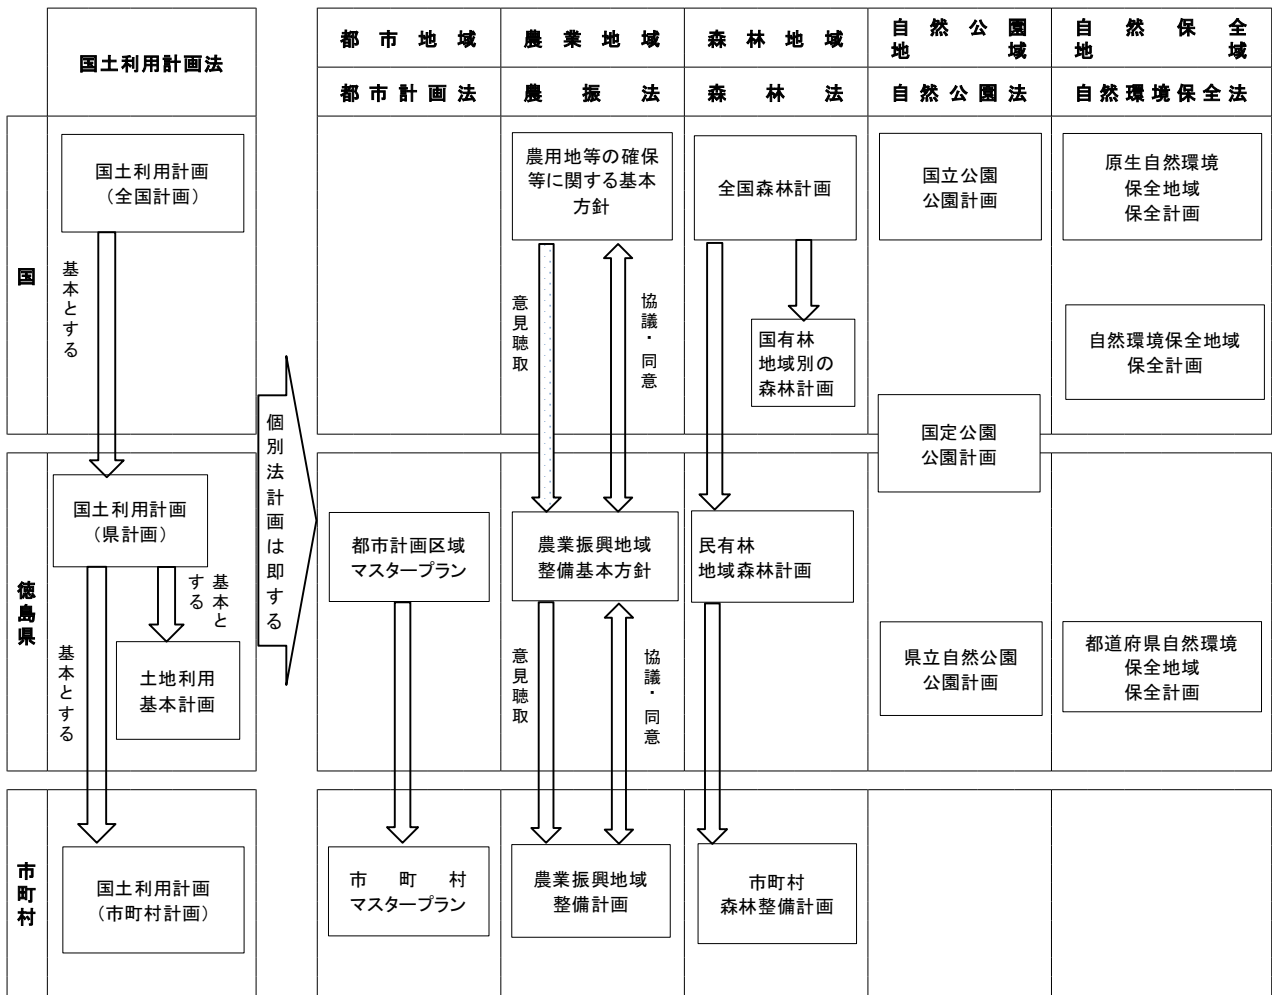 国土利用計画法
都市地域
農業地域
森林地域
自然公園
地域
自然保全
地域
都市計画法
農振法
森林法
自然公園法
自然環境保全法
国
国土利用計画
（全国計画）
基本とする
農用地等の確保
等に関する基本
方針
意見聴取
協議・同意
全国森林計画
国有林
地域別の
森林計画
国立公園
公園計画
国定公園
公園計画
原生自然環境
保全地域
保全計画
自然環境保全地域
保全計画
個別法計画は即する
徳島県
国土利用計画
（県計画）
基本と
する
基本とする
土地利用
基本計画
都市計画区域
マスタープラン
農業振興地域
整備基本方針
意見聴取
協議・同意
民有林
地域森林計画
県立自然公園
公園計画
都道府県自然環境
保全地域
保全計画
市町村
国土利用計画
（市町村計画）
市町村
マスタープラン
農業振興地域
整備計画
市町村
森林整備計画